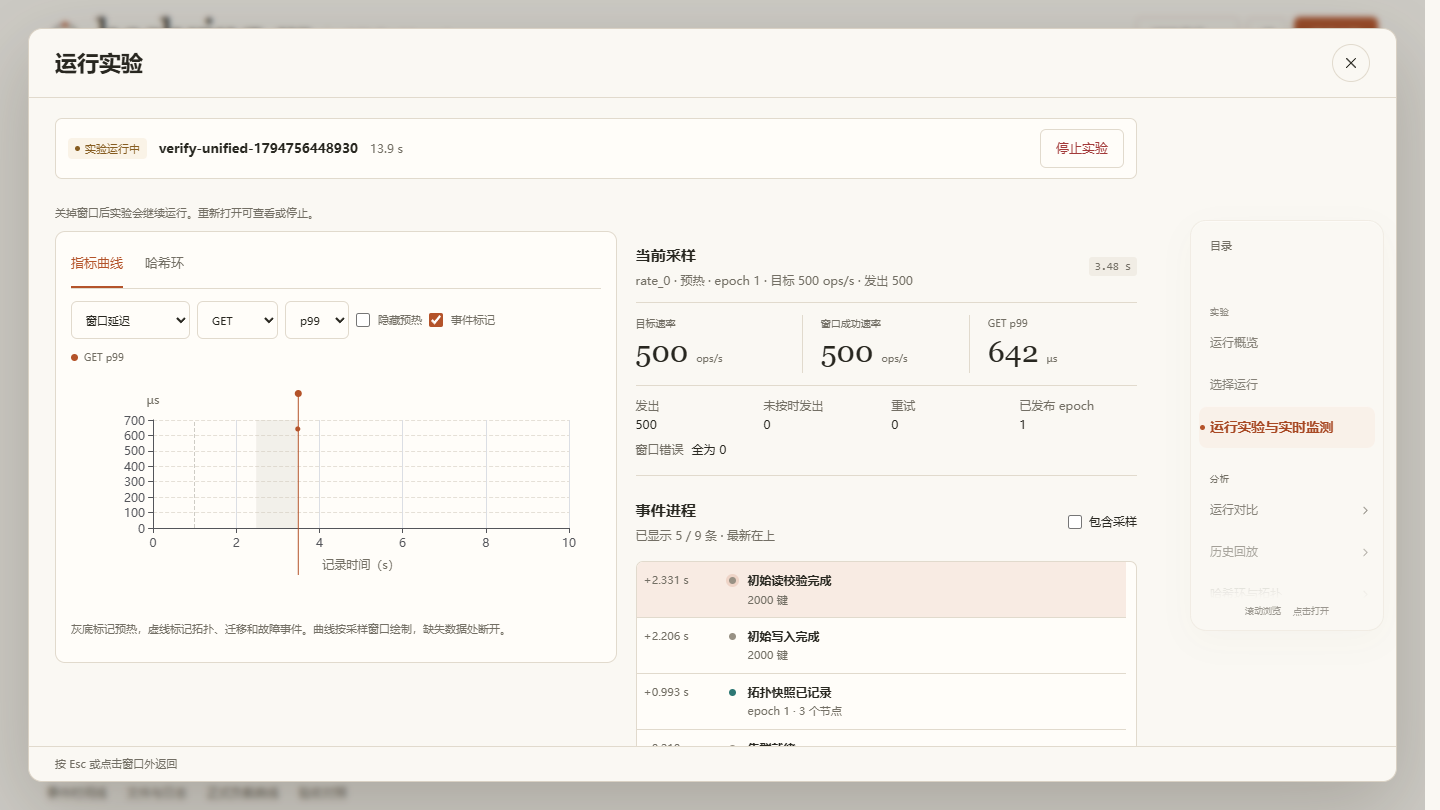 运行实验
实验运行中 verify-unified-1794756448930 13.9 s
停止实验
关掉窗口后实验会继续运行。重新打开可查看或停止。
指标曲线 哈希环
窗口延迟 GET p99 隐藏预热 事件标记
GET p99
µs
700
600
500
400
300
200
100
0
0 2 4 6 8 10
记录时间（s）
灰底标记预热，虚线标记拓扑、迁移和故障事件。曲线按采样窗口绘制，缺失数据处断开。
当前采样
rate_0 · 预热 · epoch 1 · 目标 500 ops/s · 发出 500
3.48 s
目标速率 窗口成功速率 GET p99
500 ops/s 500 ops/s 642 µs
发出 未按时发出 重试 已发布 epoch
500 0 0 1
窗口错误 全为 0
事件进程
已显示 5 / 9 条 · 最新在上
包含采样
+2.331 s 初始读校验完成
2000 键
+2.206 s 初始写入完成
2000 键
+0.993 s 拓扑快照已记录
epoch 1 · 3 个节点
目录
实验
运行概览
选择运行
运行实验与实时监测
分析
运行对比
历史回放
哈希环与拓扑
滚动浏览 点击打开
按 Esc 或点击窗口外返回